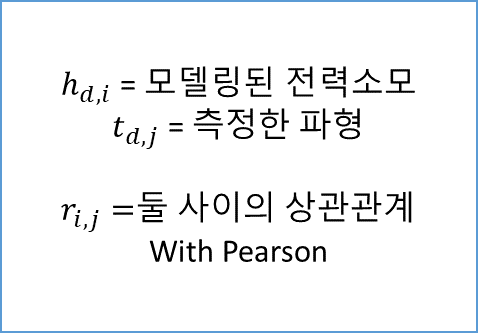 h_{d,i} = 모델링된 전력소모
t_{d,j} = 측정한 파형
r_{i,j} =둘 사이의 상관관계
With Pearson